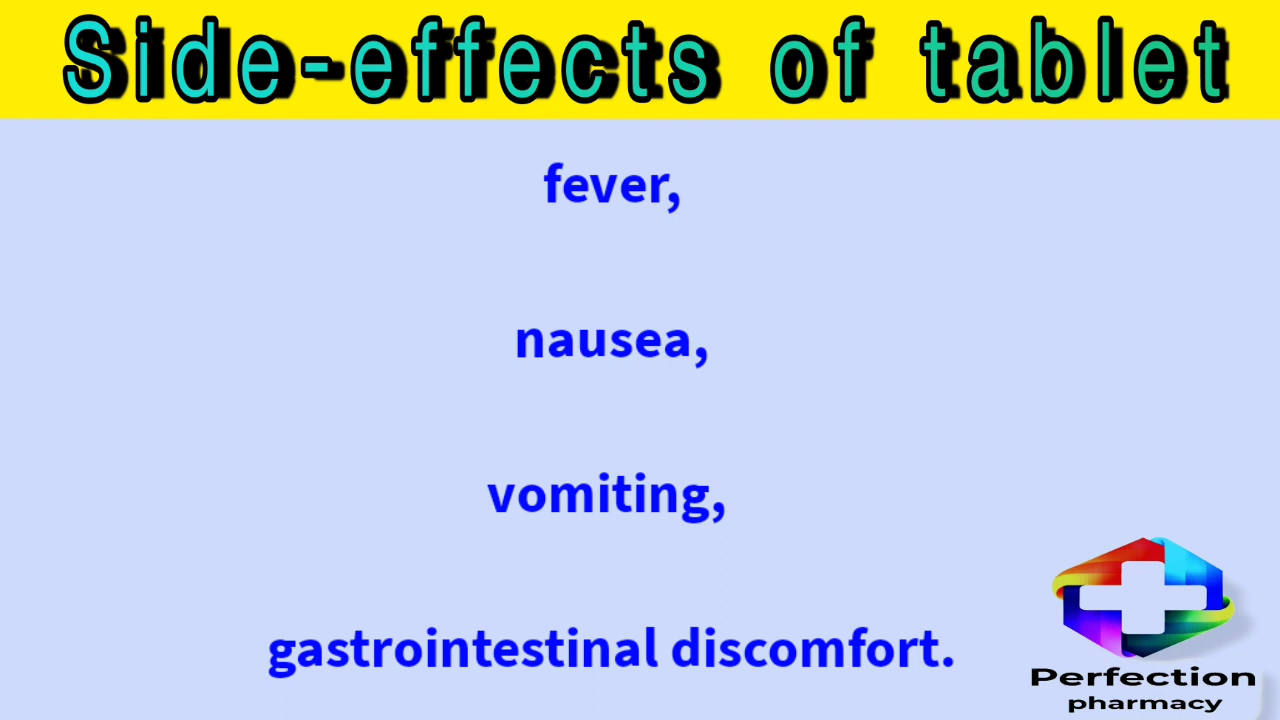 Side-effects of tablet
fever,
nausea,
vomiting,
gastrointestinal discomfort.
Perfection
pharmacy